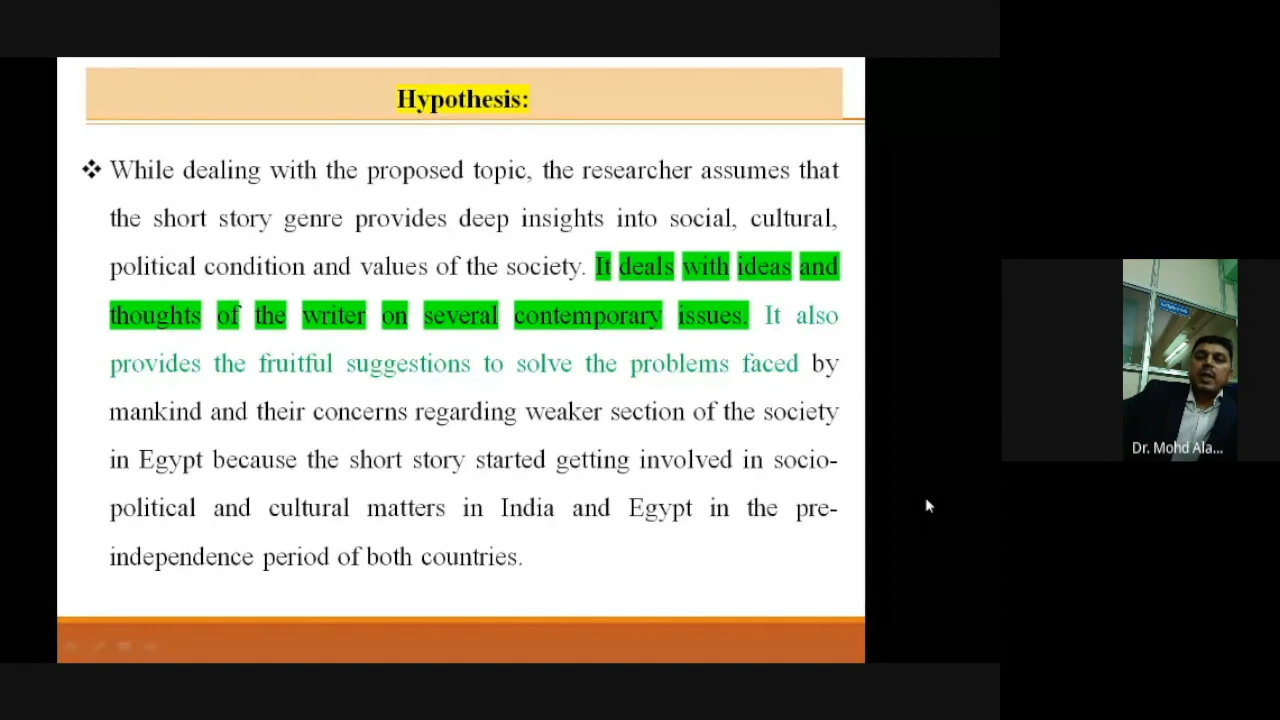 Hypothesis:
❖ While dealing with the proposed topic, the researcher assumes that
the short story genre provides deep insights into social, cultural,
political condition and values of the society. It deals with ideas and
thoughts of the writer on several contemporary issues. It also
provides the fruitful suggestions to solve the problems faced by
mankind and their concerns regarding weaker section of the society
in Egypt because the short story started getting involved in socio-
political and cultural matters in India and Egypt in the pre-
independence period of both countries.
Dr. Mohd Ala...